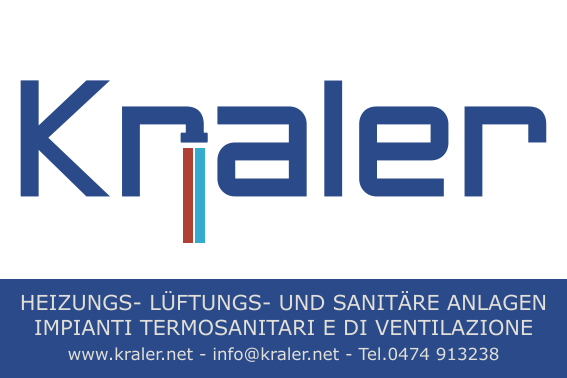 Kraler
HEIZUNGS- LÜFTUNGS- UND SANITÄRE ANLAGEN
IMPIANTI TERMOSANITARI E DI VENTILAZIONE
www.kraler.net - info@kraler.net - Tel.0474 913238